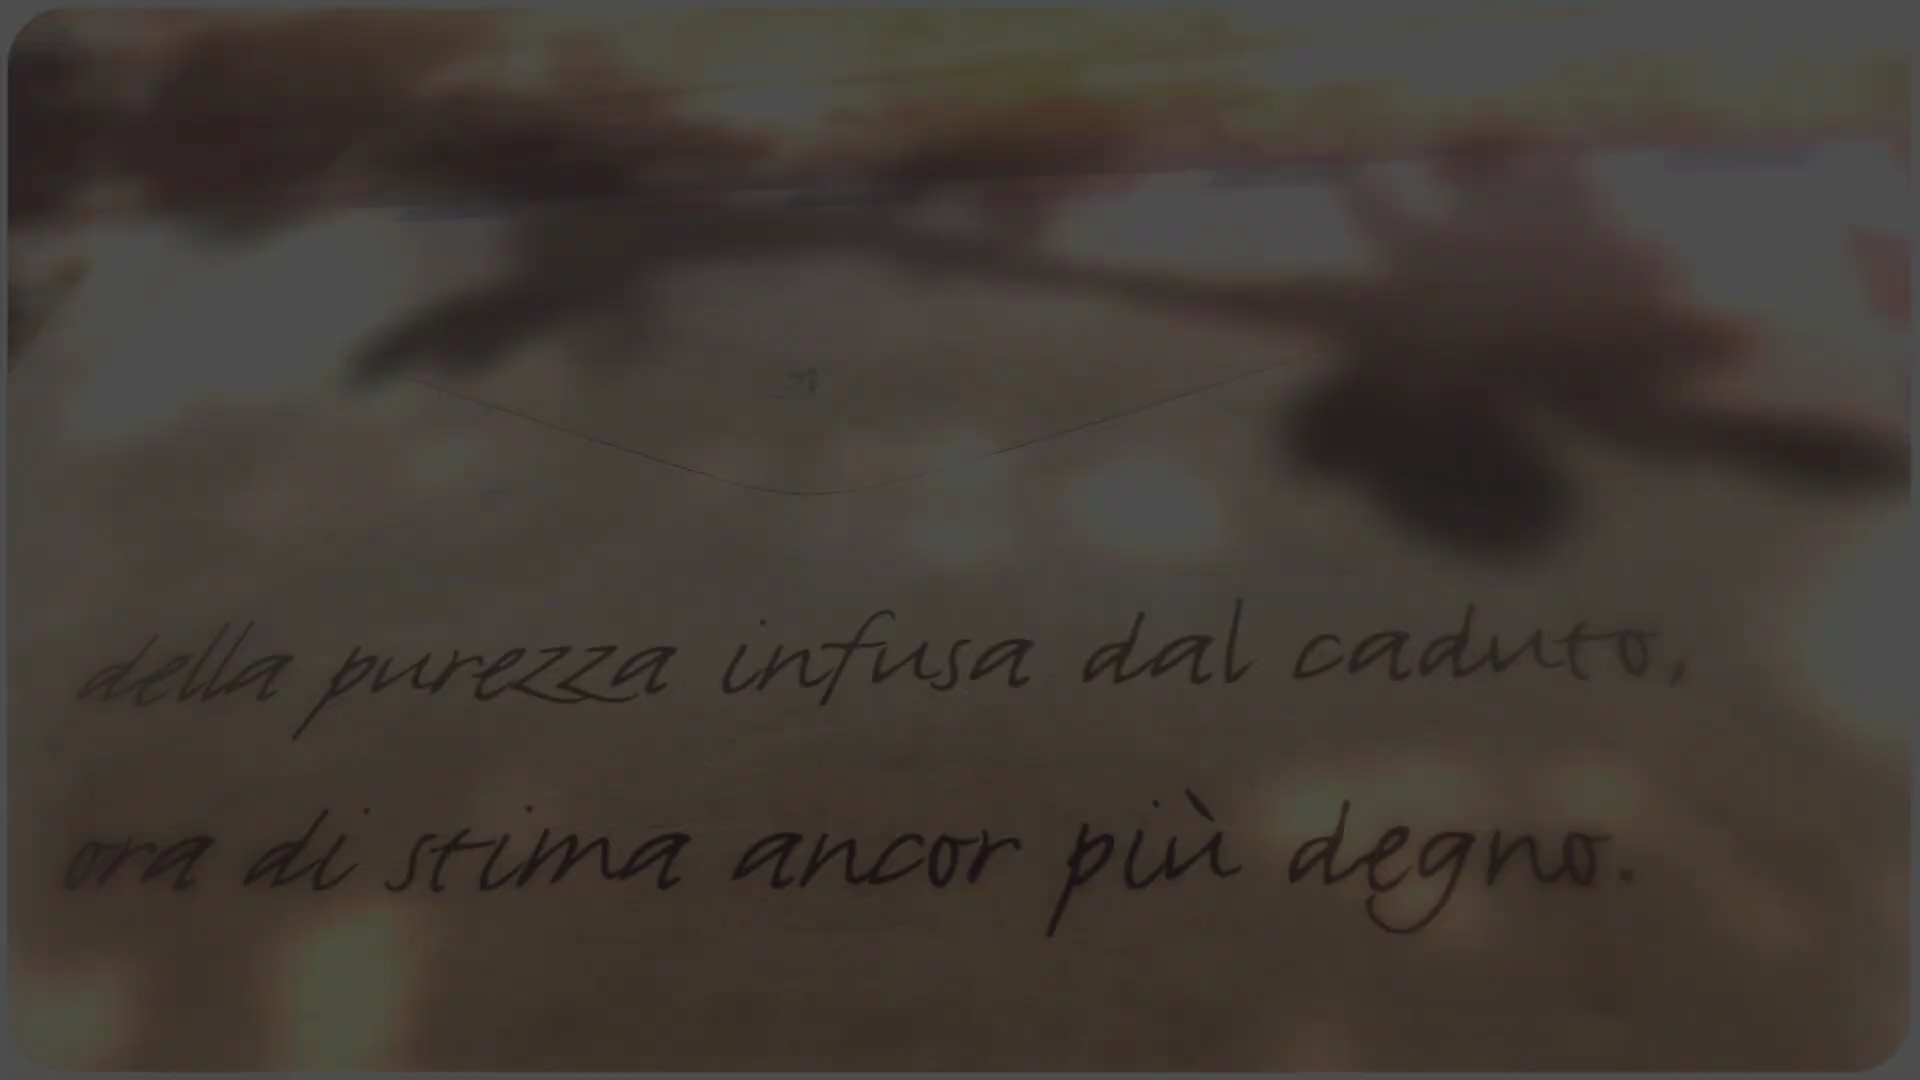 della purezza infusa dal caduto,
ora di stima ancor più degno.